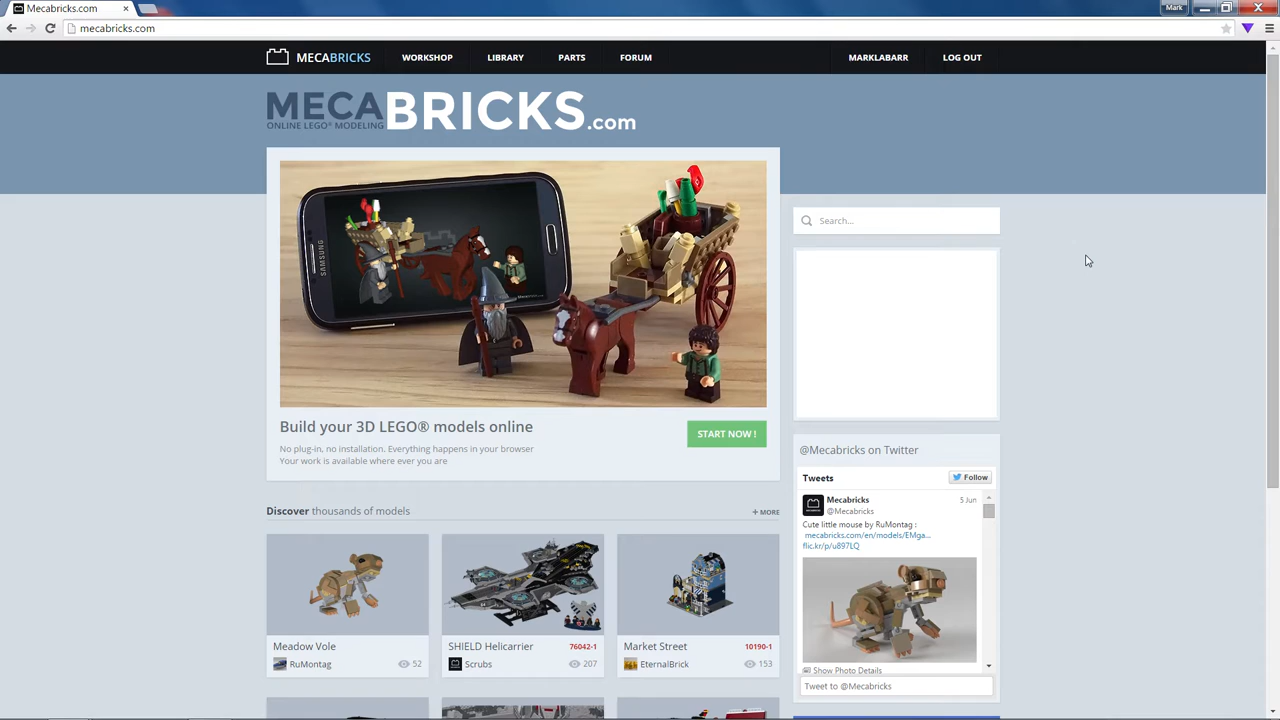 Mecabricks.com
Mark
mecabricks.com
MECABRICKS
WORKSHOP
LIBRARY
PARTS
FORUM
MARKLABARR
LOG OUT
MECABRICKS.com
ONLINE LEGO® MODELING
Search...
SAMSUNG
Build your 3D LEGO® models online
No plug-in, no installation. Everything happens in your browser
Your work is available where ever you are
START NOW !
@Mecabricks on Twitter
Tweets
Follow
Mecabricks
5 Jun
@Mecabricks
Cute little mouse by RuMontag :
mecabricks.com/en/models/EMga...
flic.kr/p/u897LQ
Show Photo Details
Tweet to @Mecabricks
Discover thousands of models
+ MORE
Meadow Vole
RuMontag
52
SHIELD Helicarrier
76042-1
Scrubs
207
Market Street
10190-1
EternalBrick
153